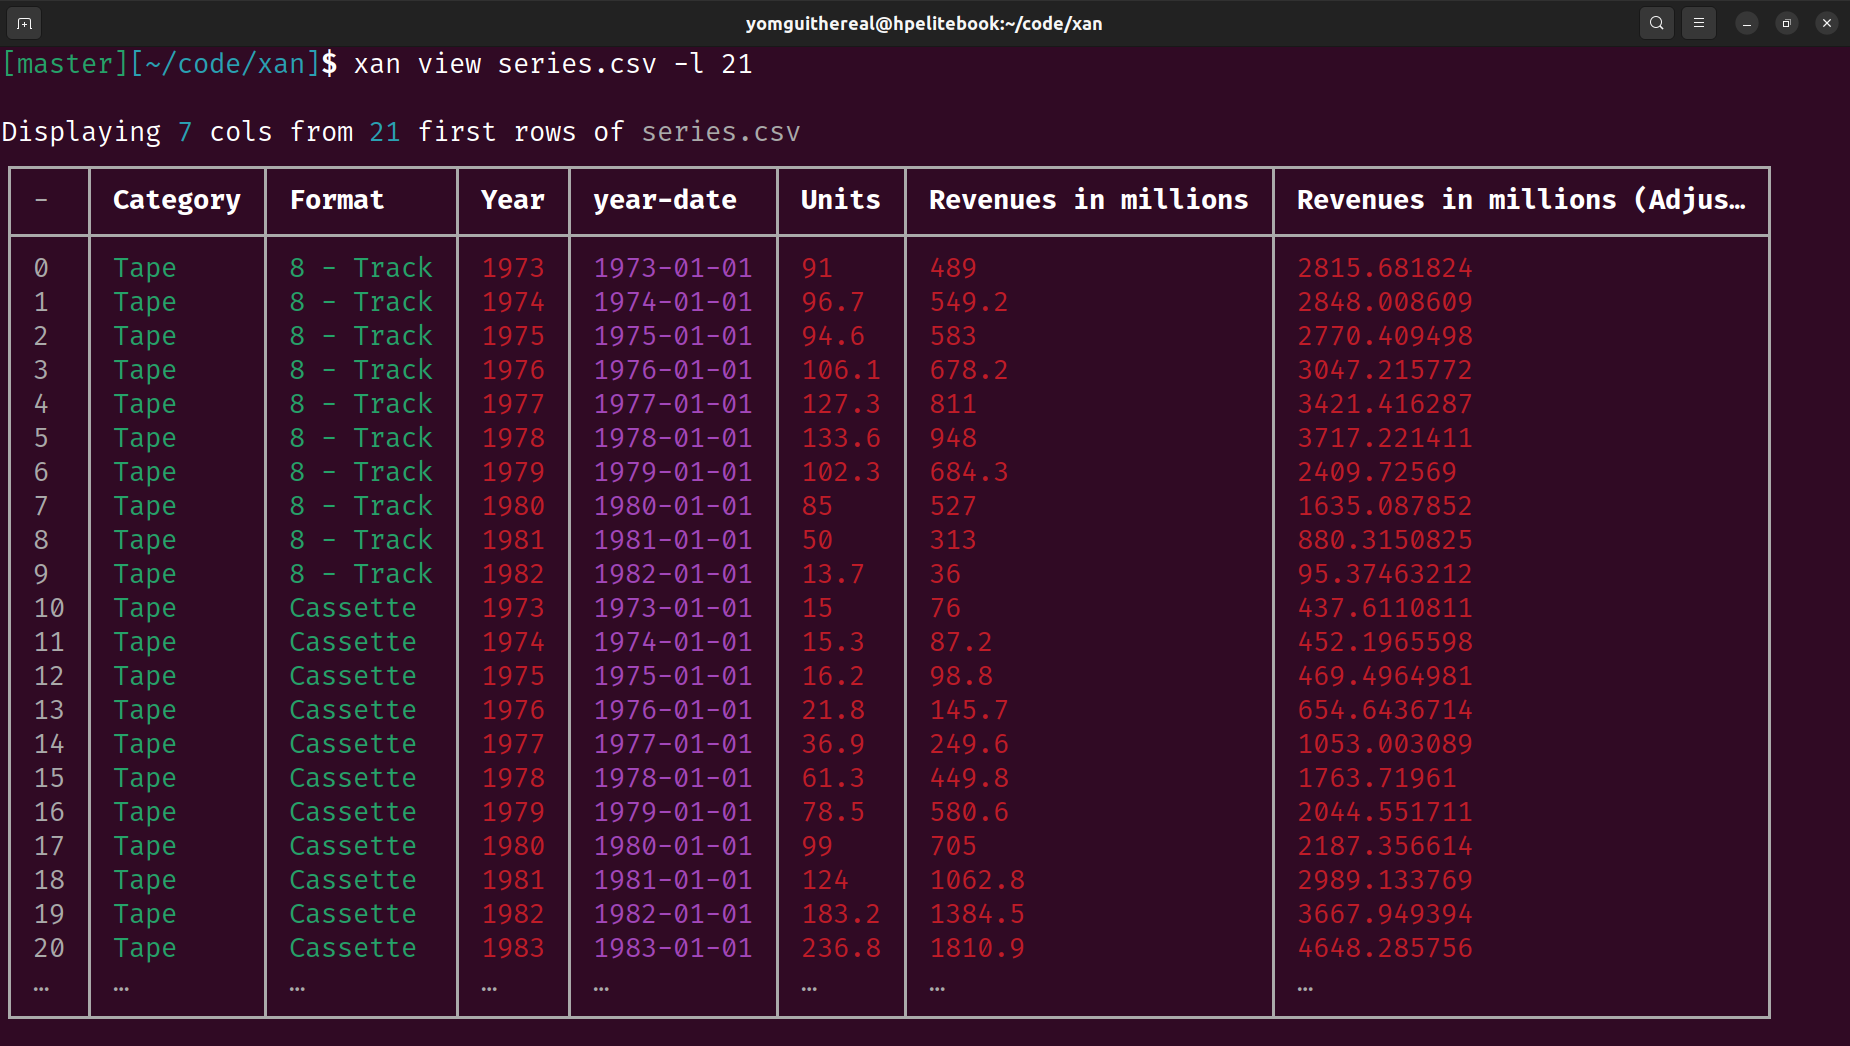 yomguithereal@hpelitebook:~/code/xan
[master][~/code/xan]$ xan view series.csv -l 21
Displaying 7 cols from 21 first rows of series.csv
- Category Format Year year-date Units Revenues in millions Revenues in millions (Adjus…
0 Tape 8 - Track 1973 1973-01-01 91 489 2815.681824
1 Tape 8 - Track 1974 1974-01-01 96.7 549.2 2848.008609
2 Tape 8 - Track 1975 1975-01-01 94.6 583 2770.409498
3 Tape 8 - Track 1976 1976-01-01 106.1 678.2 3047.215772
4 Tape 8 - Track 1977 1977-01-01 127.3 811 3421.416287
5 Tape 8 - Track 1978 1978-01-01 133.6 948 3717.221411
6 Tape 8 - Track 1979 1979-01-01 102.3 684.3 2409.72569
7 Tape 8 - Track 1980 1980-01-01 85 527 1635.087852
8 Tape 8 - Track 1981 1981-01-01 50 313 880.3150825
9 Tape 8 - Track 1982 1982-01-01 13.7 36 95.37463212
10 Tape Cassette 1973 1973-01-01 15 76 437.6110811
11 Tape Cassette 1974 1974-01-01 15.3 87.2 452.1965598
12 Tape Cassette 1975 1975-01-01 16.2 98.8 469.4964981
13 Tape Cassette 1976 1976-01-01 21.8 145.7 654.6436714
14 Tape Cassette 1977 1977-01-01 36.9 249.6 1053.003089
15 Tape Cassette 1978 1978-01-01 61.3 449.8 1763.71961
16 Tape Cassette 1979 1979-01-01 78.5 580.6 2044.551711
17 Tape Cassette 1980 1980-01-01 99 705 2187.356614
18 Tape Cassette 1981 1981-01-01 124 1062.8 2989.133769
19 Tape Cassette 1982 1982-01-01 183.2 1384.5 3667.949394
20 Tape Cassette 1983 1983-01-01 236.8 1810.9 4648.285756
… … … … … … … …